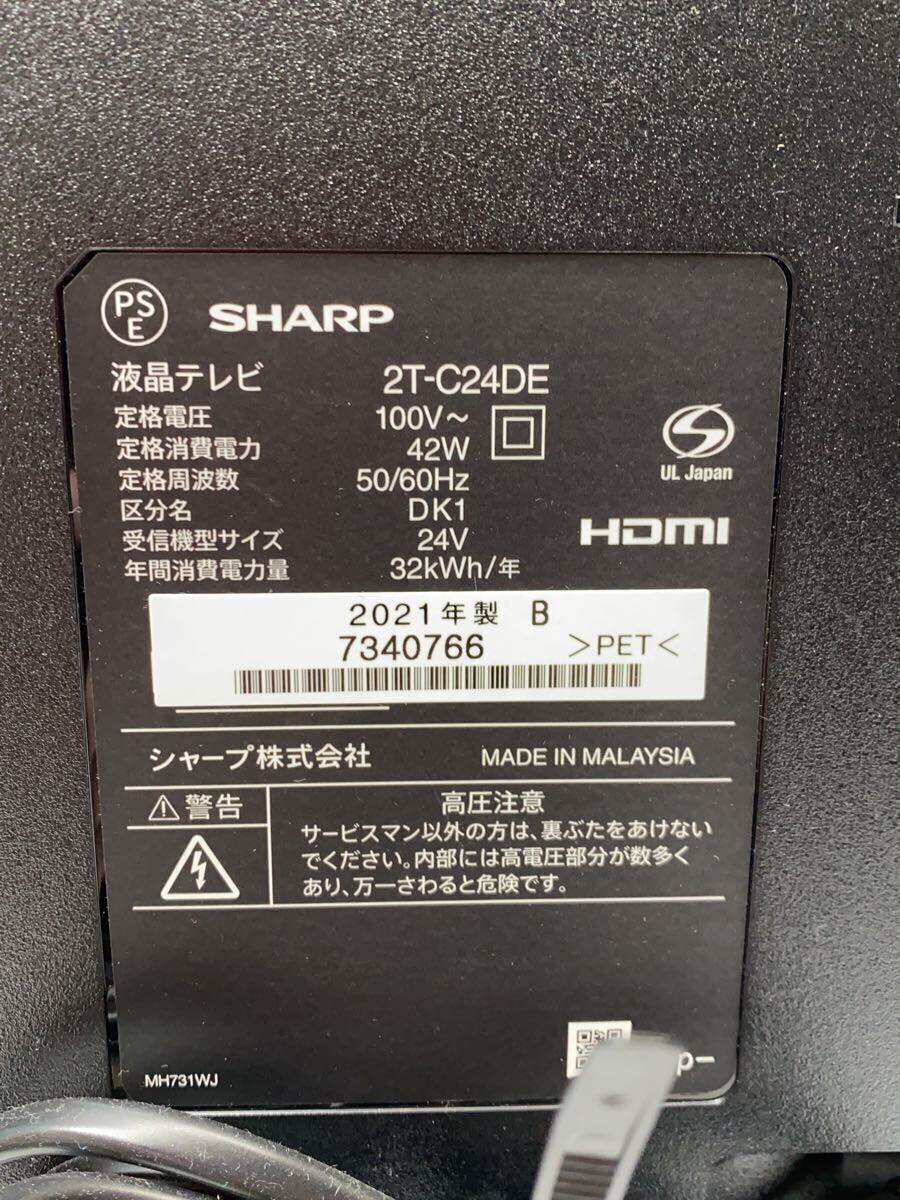 PSE SHARP
液晶テレビ 2T-C24DE
定格電圧 100V～
定格消費電力 42W
定格周波数 50/60Hz
区分名 DK1
受信機型サイズ 24V
年間消費電力量 32kWh/年
UL Japan
HDMI
2021年製 B
7340766 >PET<
シャープ株式会社 MADE IN MALAYSIA
⚠警告
高圧注意
サービスマン以外の方は、裏ぶたをあけない
でください。内部には高電圧部分が数多く
あり、万一さわると危険です。
MH731WJ